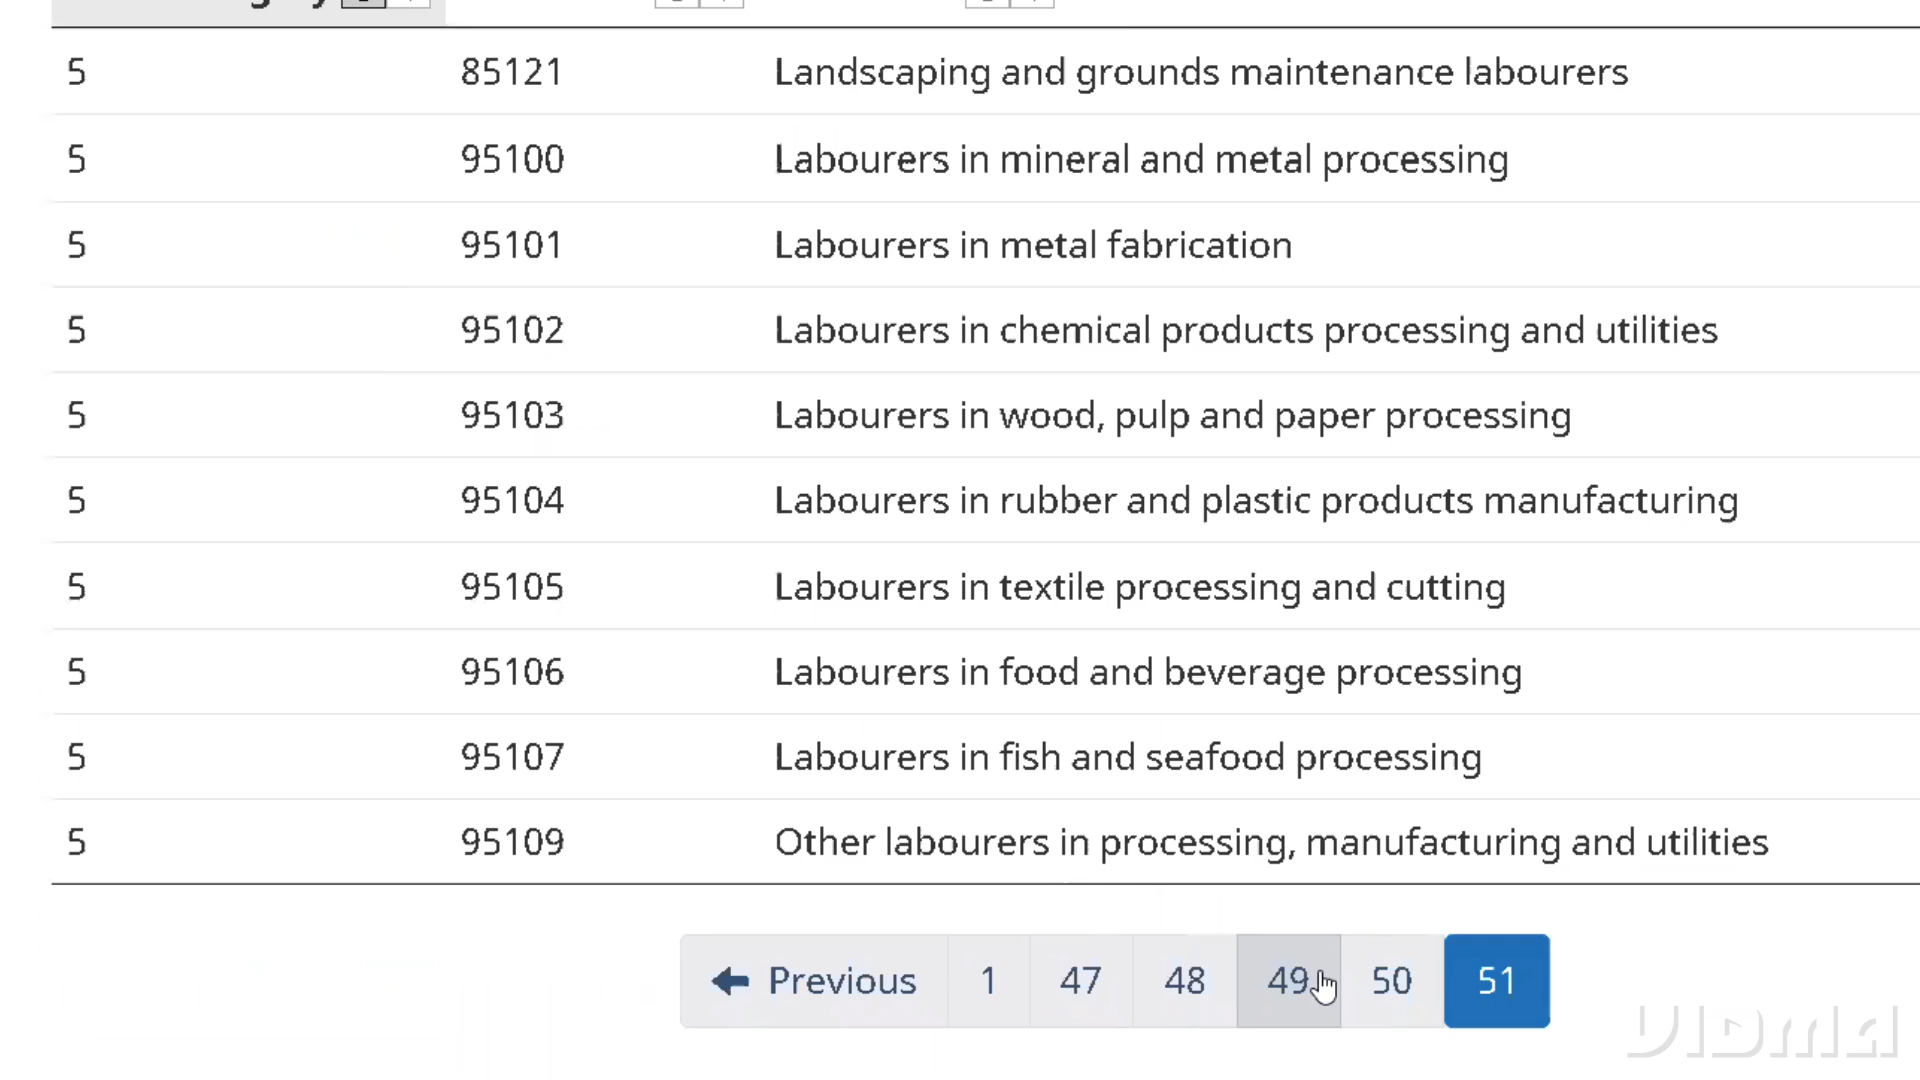 5 85121 Landscaping and grounds maintenance labourers
5 95100 Labourers in mineral and metal processing
5 95101 Labourers in metal fabrication
5 95102 Labourers in chemical products processing and utilities
5 95103 Labourers in wood, pulp and paper processing
5 95104 Labourers in rubber and plastic products manufacturing
5 95105 Labourers in textile processing and cutting
5 95106 Labourers in food and beverage processing
5 95107 Labourers in fish and seafood processing
5 95109 Other labourers in processing, manufacturing and utilities
Previous 1 47 48 49 50 51
VIDMA